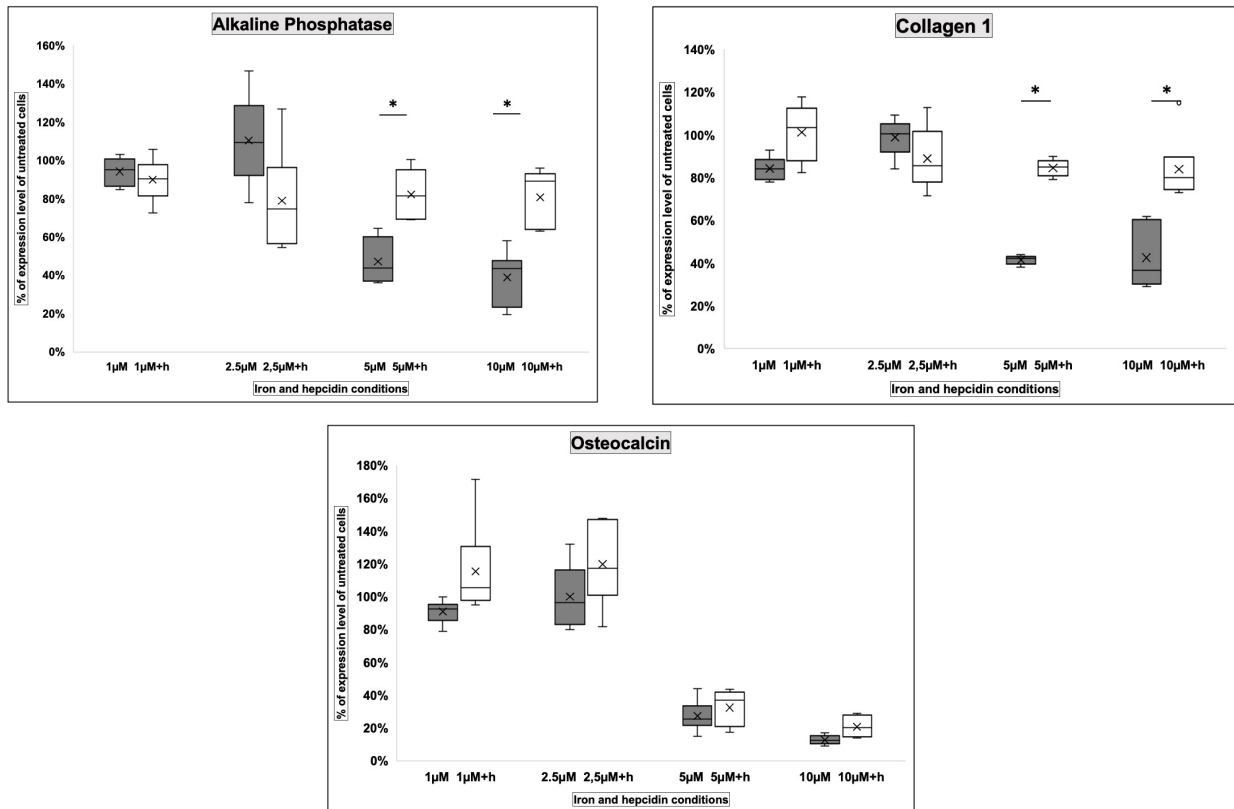 Alkaline Phosphatase
% of expression level of untreated cells
160%
140%
120%
100%
80%
60%
40%
20%
0%
* *
1µM 1µM+h 2.5µM 2,5µM+h 5µM 5µM+h 10µM 10µM+h
Iron and hepcidin conditions
Collagen 1
% of expression level of untreated cells
140%
120%
100%
80%
60%
40%
20%
0%
* *
1µM 1µM+h 2.5µM 2,5µM+h 5µM 5µM+h 10µM 10µM+h
Iron and hepcidin conditions
Osteocalcin
% of expression level of untreated cells
180%
160%
140%
120%
100%
80%
60%
40%
20%
0%
1µM 1µM+h 2.5µM 2,5µM+h 5µM 5µM+h 10µM 10µM+h
Iron and hepcidin conditions